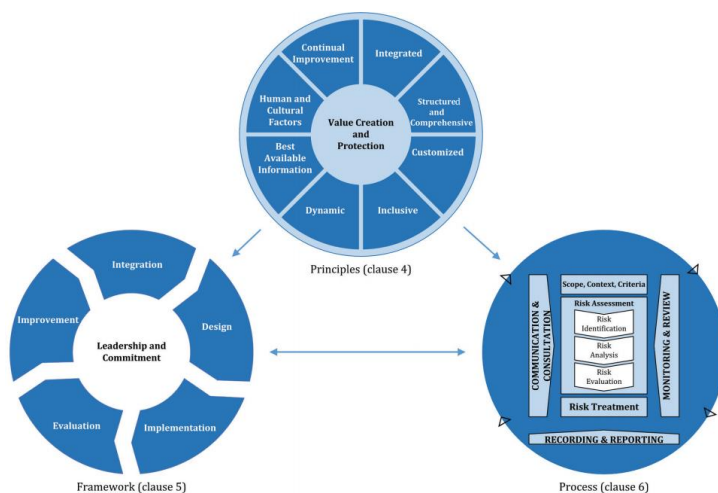 Continual
Improvement
Integrated
Human and
Cultural
Factors
Structured
and
Comprehensive
Value Creation
and
Protection
Best
Available
Information
Customized
Dynamic
Inclusive
Principles (clause 4)
Integration
Improvement
Design
Leadership and
Commitment
Evaluation
Implementation
Framework (clause 5)
Scope, Context, Criteria
Risk Assessment
Risk
Identification
Risk
Analysis
Risk
Evaluation
Risk Treatment
COMMUNICATION &
CONSULTATION
MONITORING & REVIEW
RECORDING & REPORTING
Process (clause 6)